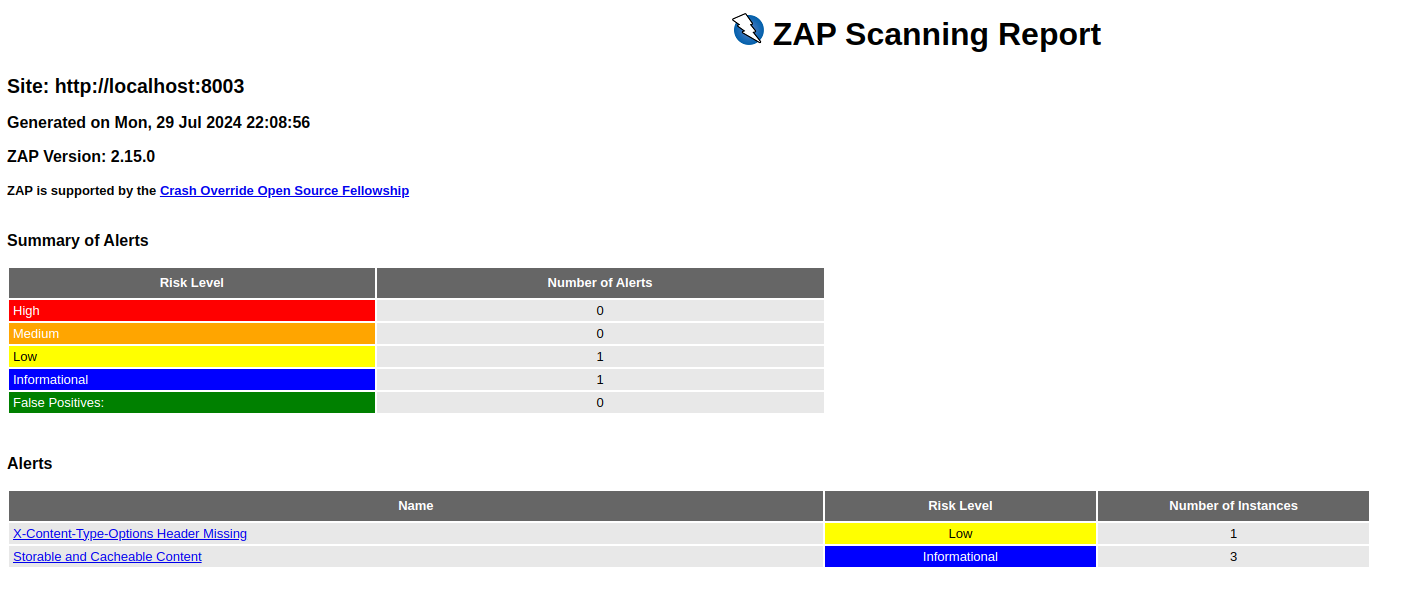 ZAP Scanning Report
Site: http://localhost:8003
Generated on Mon, 29 Jul 2024 22:08:56
ZAP Version: 2.15.0
ZAP is supported by the Crash Override Open Source Fellowship
Summary of Alerts
Risk Level Number of Alerts
High 0
Medium 0
Low 1
Informational 1
False Positives: 0
Alerts
Name Risk Level Number of Instances
X-Content-Type-Options Header Missing Low 1
Storable and Cacheable Content Informational 3